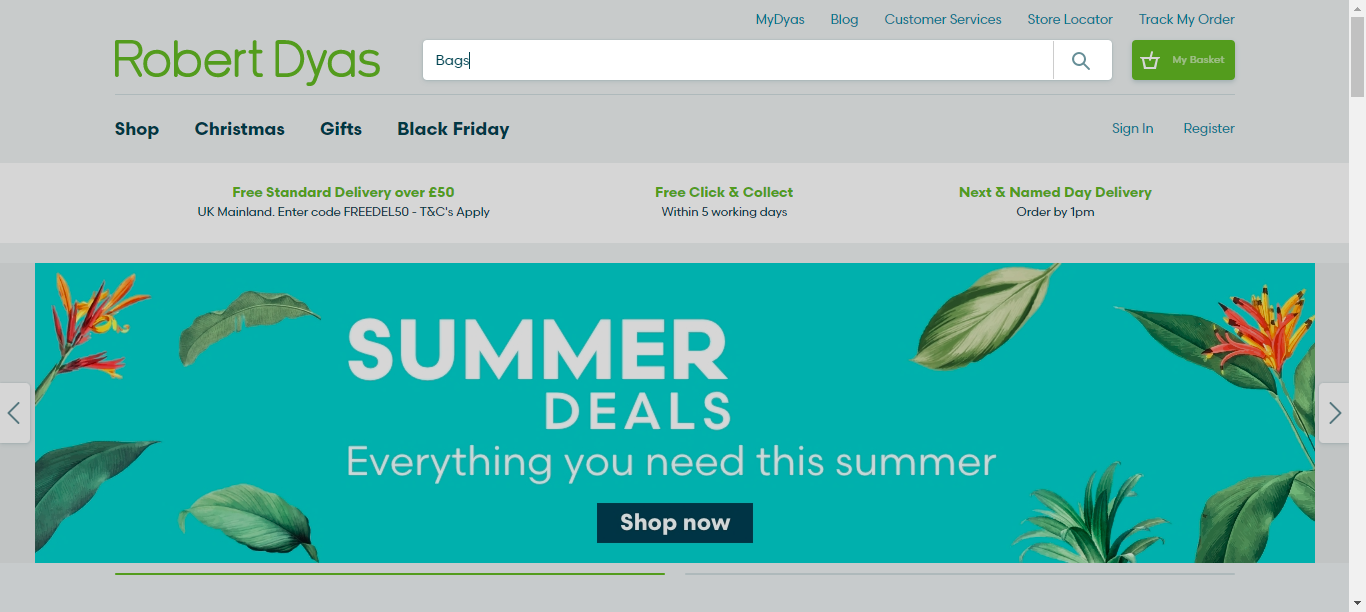 MyDyas Blog Customer Services Store Locator Track My Order
Robert Dyas
Bags
My Basket
Shop Christmas Gifts Black Friday
Sign In Register
Free Standard Delivery over £50
UK Mainland. Enter code FREEDEL50 - T&C's Apply
Free Click & Collect
Within 5 working days
Next & Named Day Delivery
Order by 1pm
SUMMER
DEALS
Everything you need this summer
Shop now